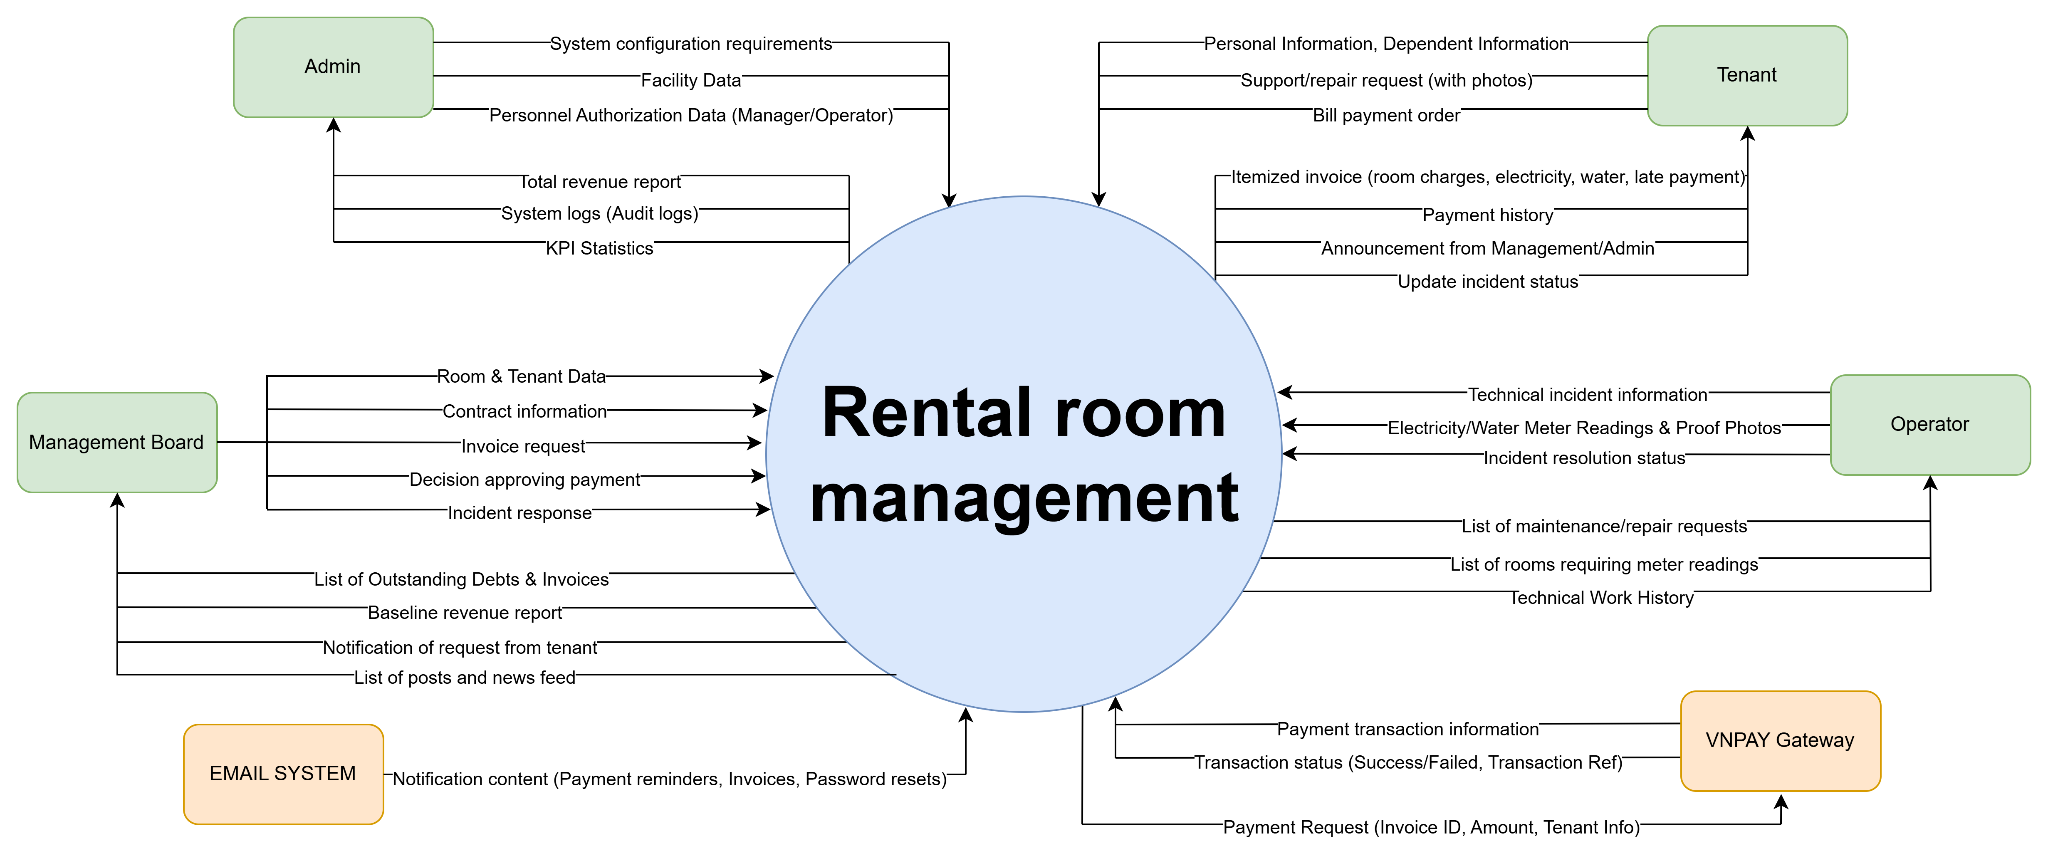 Admin
System configuration requirements
Facility Data
Personnel Authorization Data (Manager/Operator)
Total revenue report
System logs (Audit logs)
KPI Statistics
Personal Information, Dependent Information
Support/repair request (with photos)
Bill payment order
Tenant
Itemized invoice (room charges, electricity, water, late payment)
Payment history
Announcement from Management/Admin
Update incident status
Management Board
Room & Tenant Data
Contract information
Invoice request
Decision approving payment
Incident response
List of Outstanding Debts & Invoices
Baseline revenue report
Notification of request from tenant
List of posts and news feed
Rental room
management
Technical incident information
Electricity/Water Meter Readings & Proof Photos
Incident resolution status
Operator
List of maintenance/repair requests
List of rooms requiring meter readings
Technical Work History
EMAIL SYSTEM
Notification content (Payment reminders, Invoices, Password resets)
Payment transaction information
Transaction status (Success/Failed, Transaction Ref)
VNPAY Gateway
Payment Request (Invoice ID, Amount, Tenant Info)